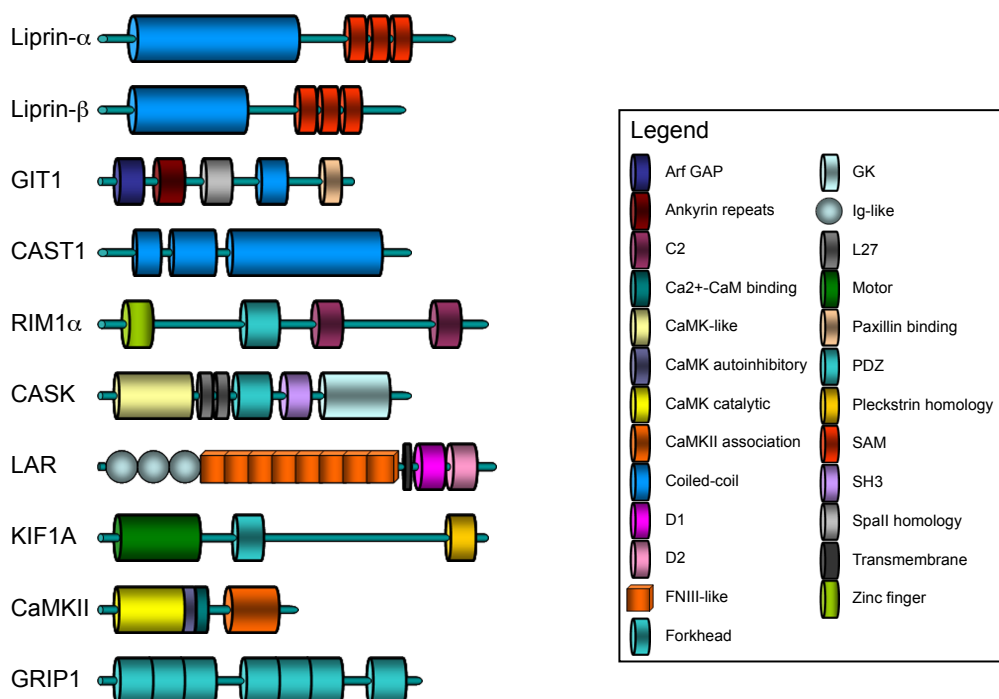 Liprin-α
Liprin-β
GIT1
CAST1
RIM1α
CASK
LAR
KIF1A
CaMKII
GRIP1
Legend
Arf GAP
Ankyrin repeats
C2
Ca2+-CaM binding
CaMK-like
CaMK autoinhibitory
CaMK catalytic
CaMKII association
Coiled-coil
D1
D2
FNIII-like
Forkhead
GK
Ig-like
L27
Motor
Paxillin binding
PDZ
Pleckstrin homology
SAM
SH3
SpaII homology
Transmembrane
Zinc finger